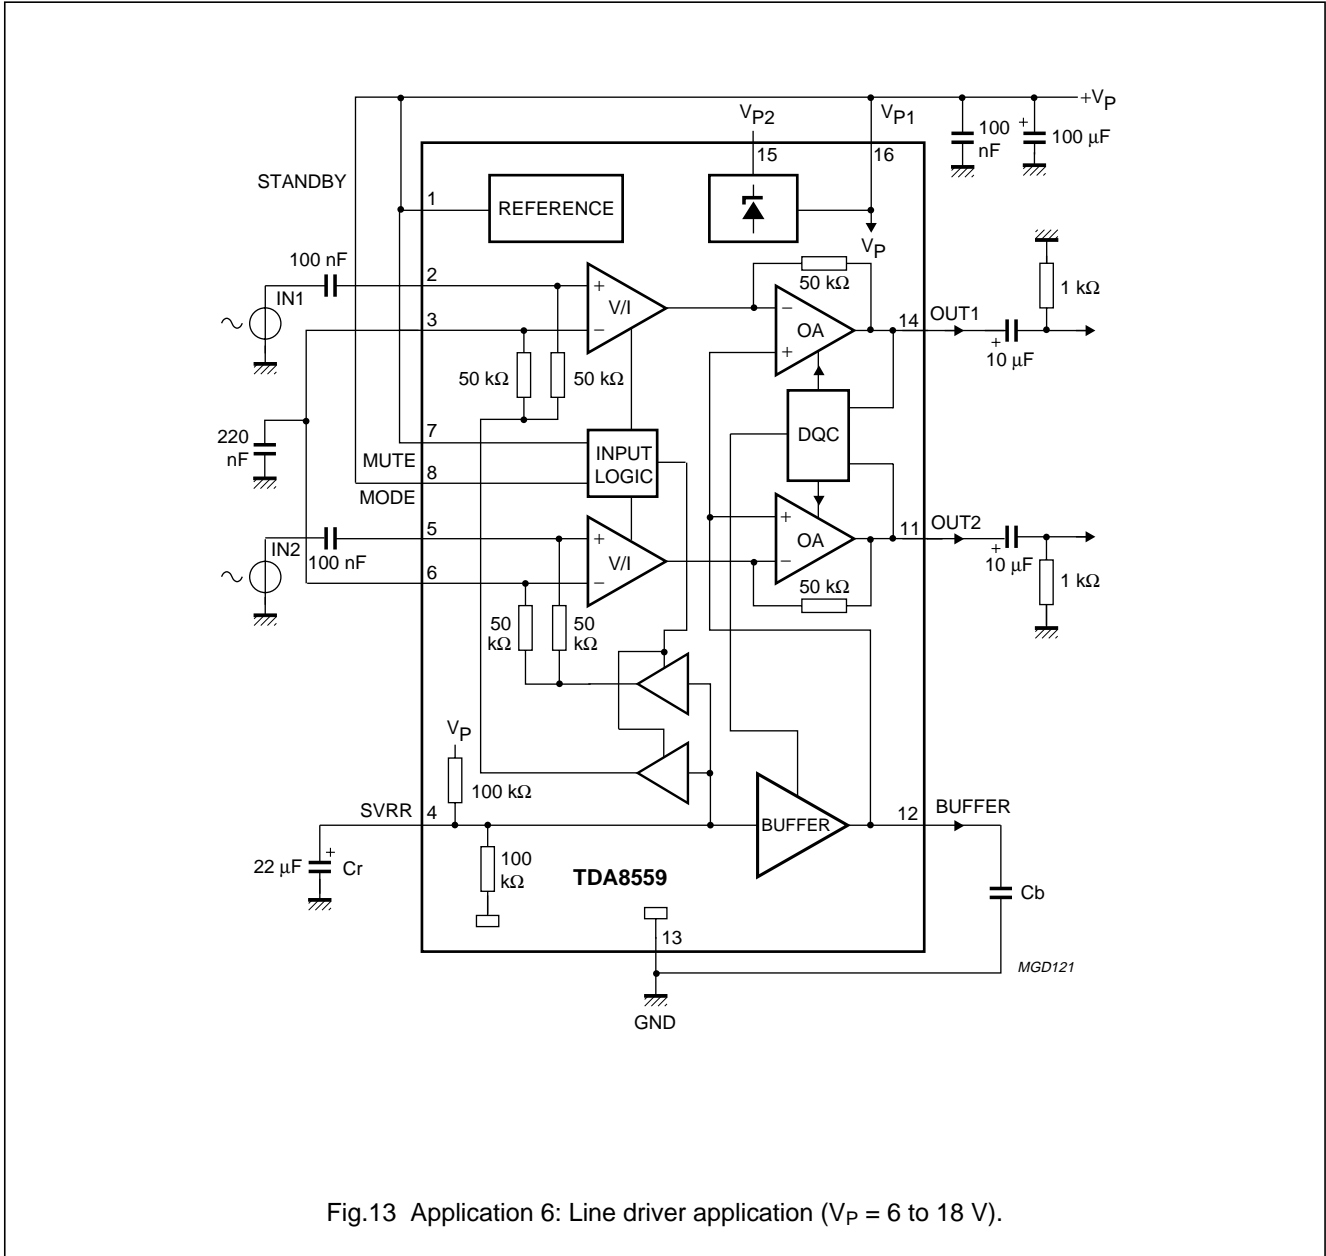 +VP
VP2
VP1
100
nF
+
100 µF
15
16
STANDBY
1
REFERENCE
VP
100 nF
2
+
V/I
50 kΩ
1 kΩ
IN1
3
−
−
OA
+
14
OUT1
+
10 µF
50 kΩ
50 kΩ
DQC
220
nF
7
MUTE
INPUT
LOGIC
8
MODE
IN2
100 nF
5
+
V/I
+
OA
−
11
OUT2
+
10 µF
6
−
50 kΩ
1 kΩ
50
kΩ
50
kΩ
VP
100 kΩ
SVRR
4
BUFFER
12
BUFFER
22 µF
+
Cr
100
kΩ
TDA8559
Cb
13
MGD121
GND
Fig.13 Application 6: Line driver application (VP = 6 to 18 V).